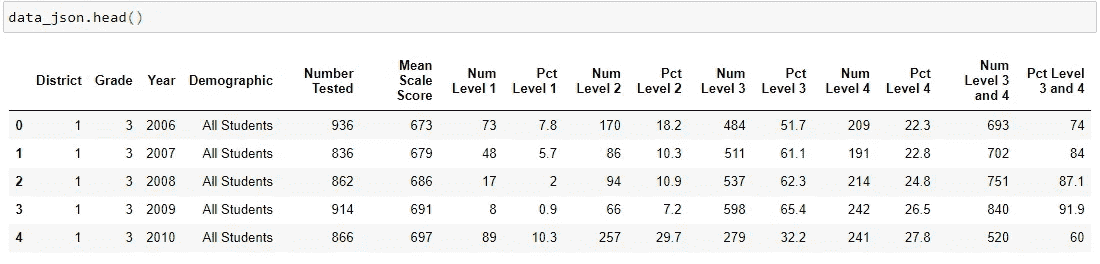 data_json.head()
District Grade Year Demographic Number Tested Mean Scale Score Num Level 1 Pct Level 1 Num Level 2 Pct Level 2 Num Level 3 Pct Level 3 Num Level 4 Pct Level 4 Num Level 3 and 4 Pct Level 3 and 4
0 1 3 2006 All Students 936 673 73 7.8 170 18.2 484 51.7 209 22.3 693 74
1 1 3 2007 All Students 836 679 48 5.7 86 10.3 511 61.1 191 22.8 702 84
2 1 3 2008 All Students 862 686 17 2 94 10.9 537 62.3 214 24.8 751 87.1
3 1 3 2009 All Students 914 691 8 0.9 66 7.2 598 65.4 242 26.5 840 91.9
4 1 3 2010 All Students 866 697 89 10.3 257 29.7 279 32.2 241 27.8 520 60